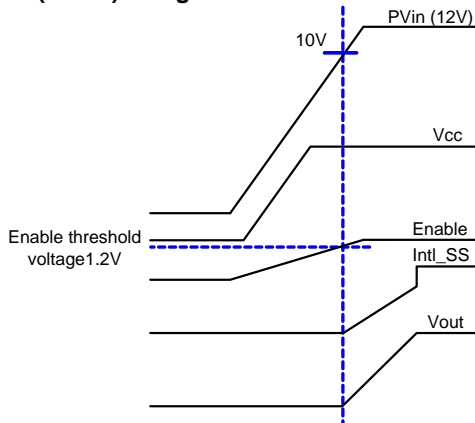 PVin (12V)
10V
Vcc
Enable threshold
voltage1.2V
Enable
Intl_SS
Vout